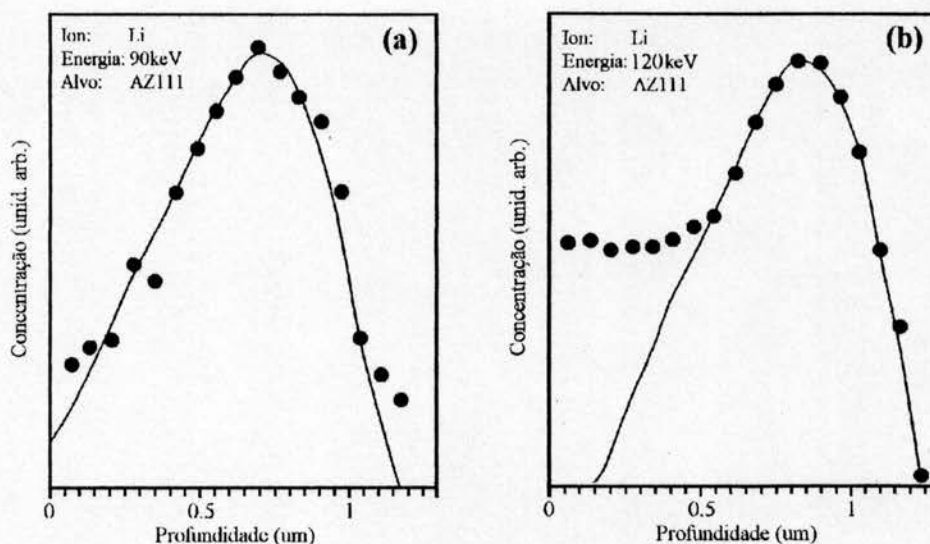 Ion: Li
Energia: 90keV
Alvo: AZ111
(a)
Concentração (unid. arb.)
0 0.5 1
Profundidade (um)
Ion: Li
Energia: 120keV
Alvo: AZ111
(b)
Concentração (unid. arb.)
0 0.5 1
Profundidade (um)